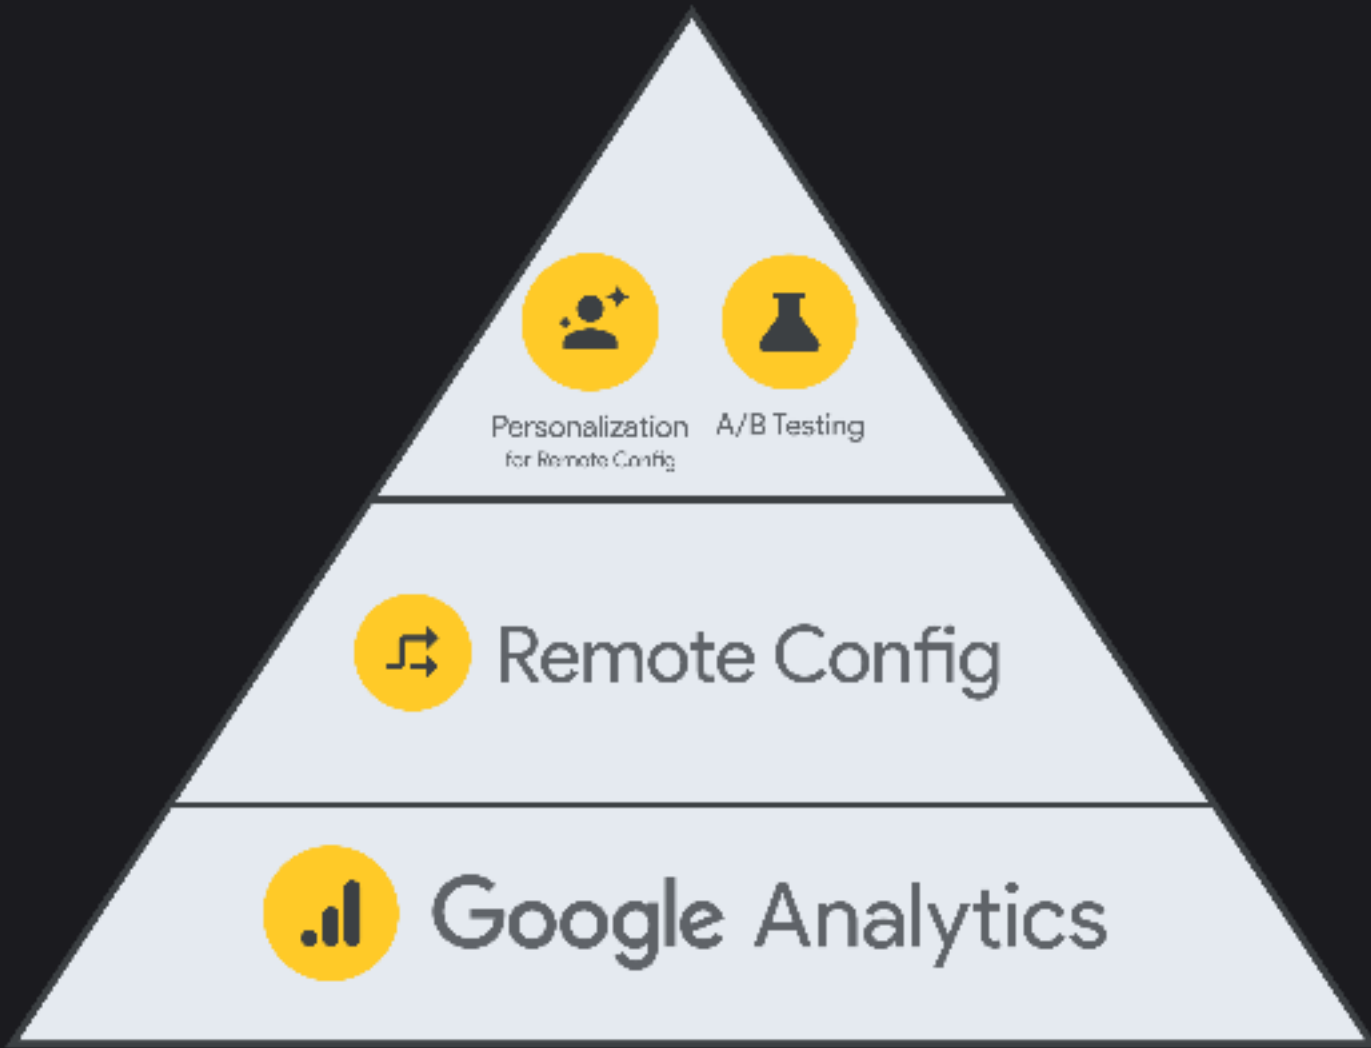 Personalization
for Remote Config
A/B Testing
Remote Config
Google Analytics